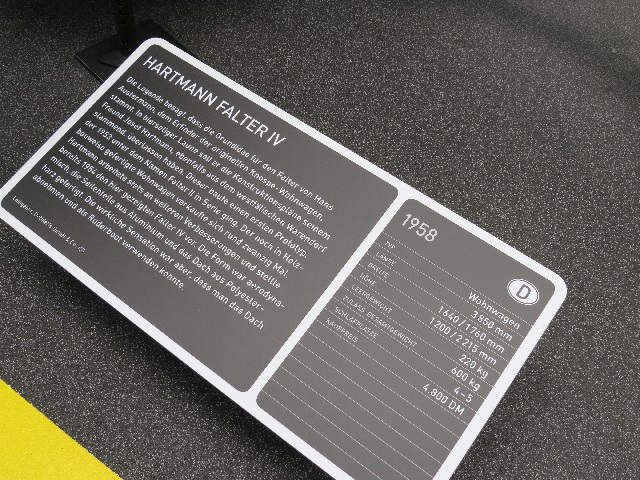 HARTMANN FALTER IV
Die Legende besagt, dass die Grundidee für den Falter von Hans
Austermann, dem Erfinder der originellen Knospe-Wohnwagen,
stammt. In bierseliger Laune soll er die Konstruktionspläne seinem
Freund Josef Hartmann, ebenfalls aus dem westfälischen Warendorf
stammend, überlassen haben. Dieser baute einen ersten Prototyp,
der 1953 unter dem Namen Falter II in Serie ging. Der noch in Holz-
bauweise gefertigte Wohnwagen verkaufte sich rund zwanzig Mal.
Hartmann arbeitete stets an weiteren Verbesserungen und stellte
bereits 1954 den hier gezeigten Falter IV vor. Die Form war aerodyna-
misch, die Seitenteile aus Aluminium und das Dach aus Polyester-
harz gefertigt. Die wirkliche Sensation war aber, dass man das Dach
abnehmen und als Ruderboot verwenden konnte.
1958
D
TYP Wohnwagen
LÄNGE 3 850 mm
BREITE 1 640 / 1 760 mm
HÖHE 1 200 / 2 215 mm
LEERGEWICHT 220 kg
ZULÄSS. GESAMTGEWICHT 600 kg
SCHLAFPLÄTZE 4–5
KAUFPREIS 4.800 DM